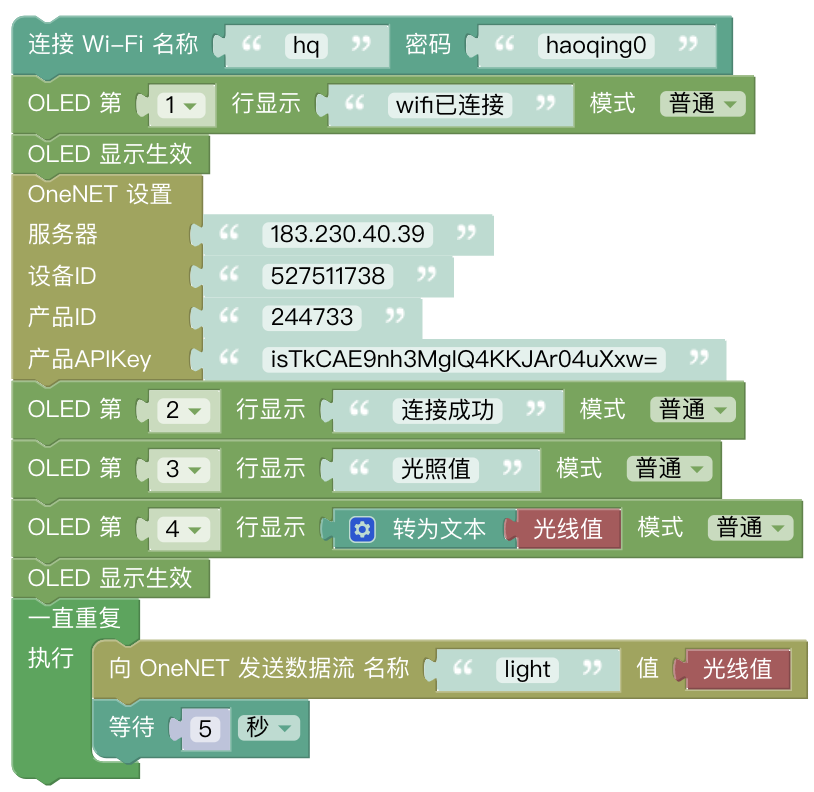 连接 Wi-Fi 名称 “ hq ” 密码 “ haoqing0 ”
OLED 第 1 行显示 “ wifi已连接 ” 模式 普通
OLED 显示生效
OneNET 设置
服务器 “ 183.230.40.39 ”
设备ID “ 527511738 ”
产品ID “ 244733 ”
产品APIKey “ isTkCAE9nh3MglQ4KKJAr04uXxw= ”
OLED 第 2 行显示 “ 连接成功 ” 模式 普通
OLED 第 3 行显示 “ 光照值 ” 模式 普通
OLED 第 4 行显示 转为文本 光线值 模式 普通
OLED 显示生效
一直重复
执行 向 OneNET 发送数据流 名称 “ light ” 值 光线值
等待 5 秒